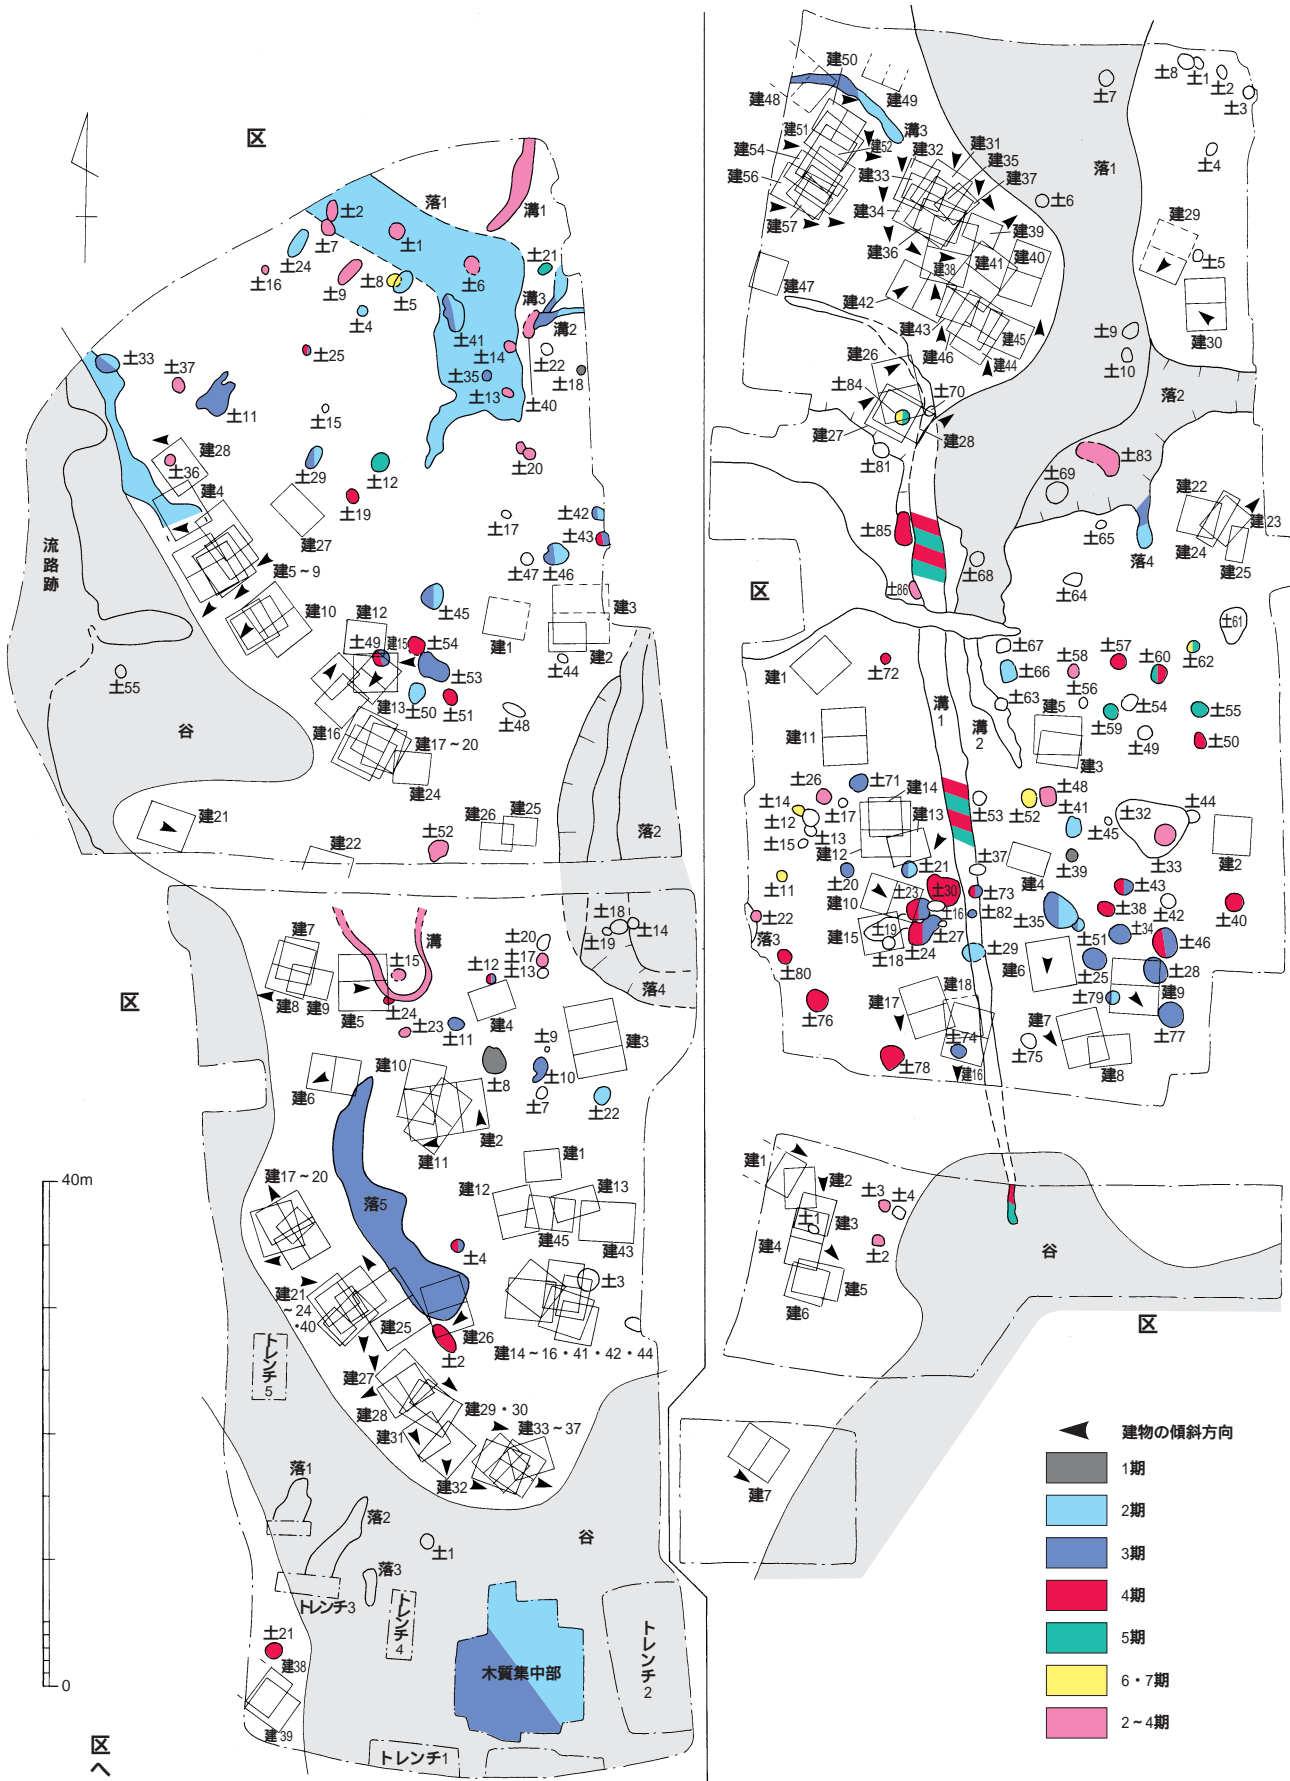 区
落1
溝1
土2
土7
土1
土24
土16
土9
土8
土5
土6
土21
溝3
溝2
土4
土41
土14
土22
土18
土35
土13
土40
土33
土37
土25
土11
土15
建28
土36
建4
土29
土12
土20
土19
建27
土17
土42
土43
土47
土46
流路跡
建5~9
建10
建12
土45
建3
建1
建2
土44
土49
建15
土54
土53
土55
谷
建13
土50
土51
土48
建16
建17~20
建24
建21
建22
土52
建26
建25
落2
区
建7
溝
土20
土18
土14
土19
土15
土12
土17
土13
落4
建8
建9
建5
土24
土23
土11
建4
建3
土9
建10
土8
土10
建6
土7
土22
建2
建11
建1
建17~20
建12
建13
落5
建45
建43
土4
土3
建21
~24
・40
建25
建26
土2
建14~16・41・42・44
トレンチ5
建27
建28
建29・30
建31
建33~37
建32
落1
落2
土1
谷
落3
トレンチ3
トレンチ4
土21
建38
木質集中部
トレンチ2
建39
トレンチ1
区へ
40m
0
建50
建48
建49
土8
土1
土2
土7
土3
建51
溝3
建54
建52
建32
建31
建35
土4
建56
建33
建37
落1
土6
建34
建57
建39
建29
建36
建38
建41
建40
土5
建47
建42
建43
建45
建46
建44
土9
建30
土10
建26
土84
土70
落2
建27
建28
土81
土83
土69
建22
建23
土85
土65
落4
建24
建25
土68
区
土86
土64
土61
土67
土57
土62
建1
土72
土66
土58
土60
土56
土63
建5
土54
土55
溝1
溝2
土59
建11
土49
土50
建3
土26
土71
建14
土48
土44
土14
土17
建13
土53
土52
土41
土32
土12
土13
土45
土15
建12
土37
土33
建2
土21
土39
建4
土11
土20
土23
土30
土73
土43
建10
土22
土16
土82
土35
土38
土42
土40
落3
建15
土19
土27
土34
土18
土24
土29
土51
土46
土80
建6
土25
土28
建18
土79
建9
建17
土76
建7
土77
土74
土75
土78
建16
建8
建1
建2
土3
土4
土1
建3
建4
土2
谷
建5
建6
区
建7
建物の傾斜方向
1期
2期
3期
4期
5期
6・7期
2~4期